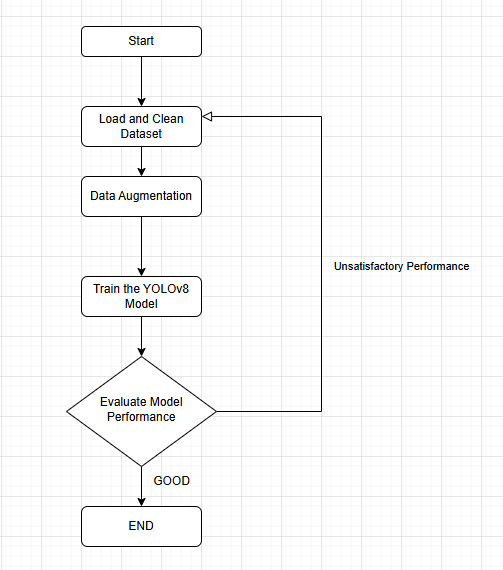 Start
Load and Clean
Dataset
Data Augmentation
Unsatisfactory Performance
Train the YOLOv8
Model
Evaluate Model
Performance
GOOD
END